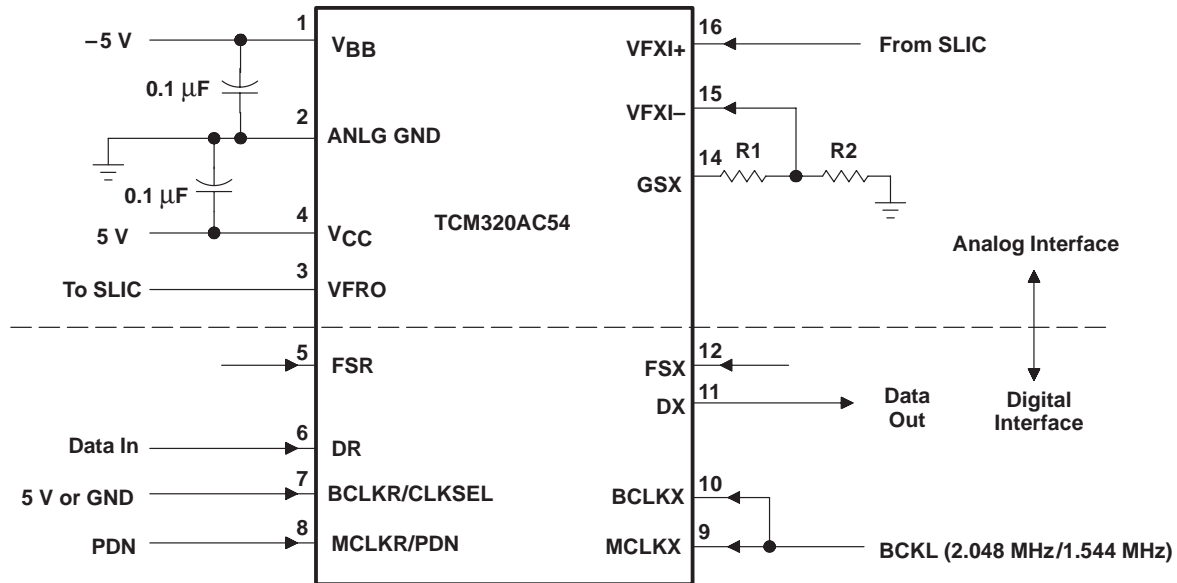 –5 V
1
VBB
0.1 µF
2
ANLG GND
0.1 µF
4
5 V
VCC
3
To SLIC
VFRO
TCM320AC54
16
VFXI+
From SLIC
15
VFXI–
14
R1
R2
GSX
Analog Interface
5
FSR
12
FSX
11
DX
Data
Out
Digital
Interface
Data In
6
DR
7
5 V or GND
BCLKR/CLKSEL
8
PDN
MCLKR/PDN
10
BCLKX
9
MCLKX
BCKL (2.048 MHz/1.544 MHz)